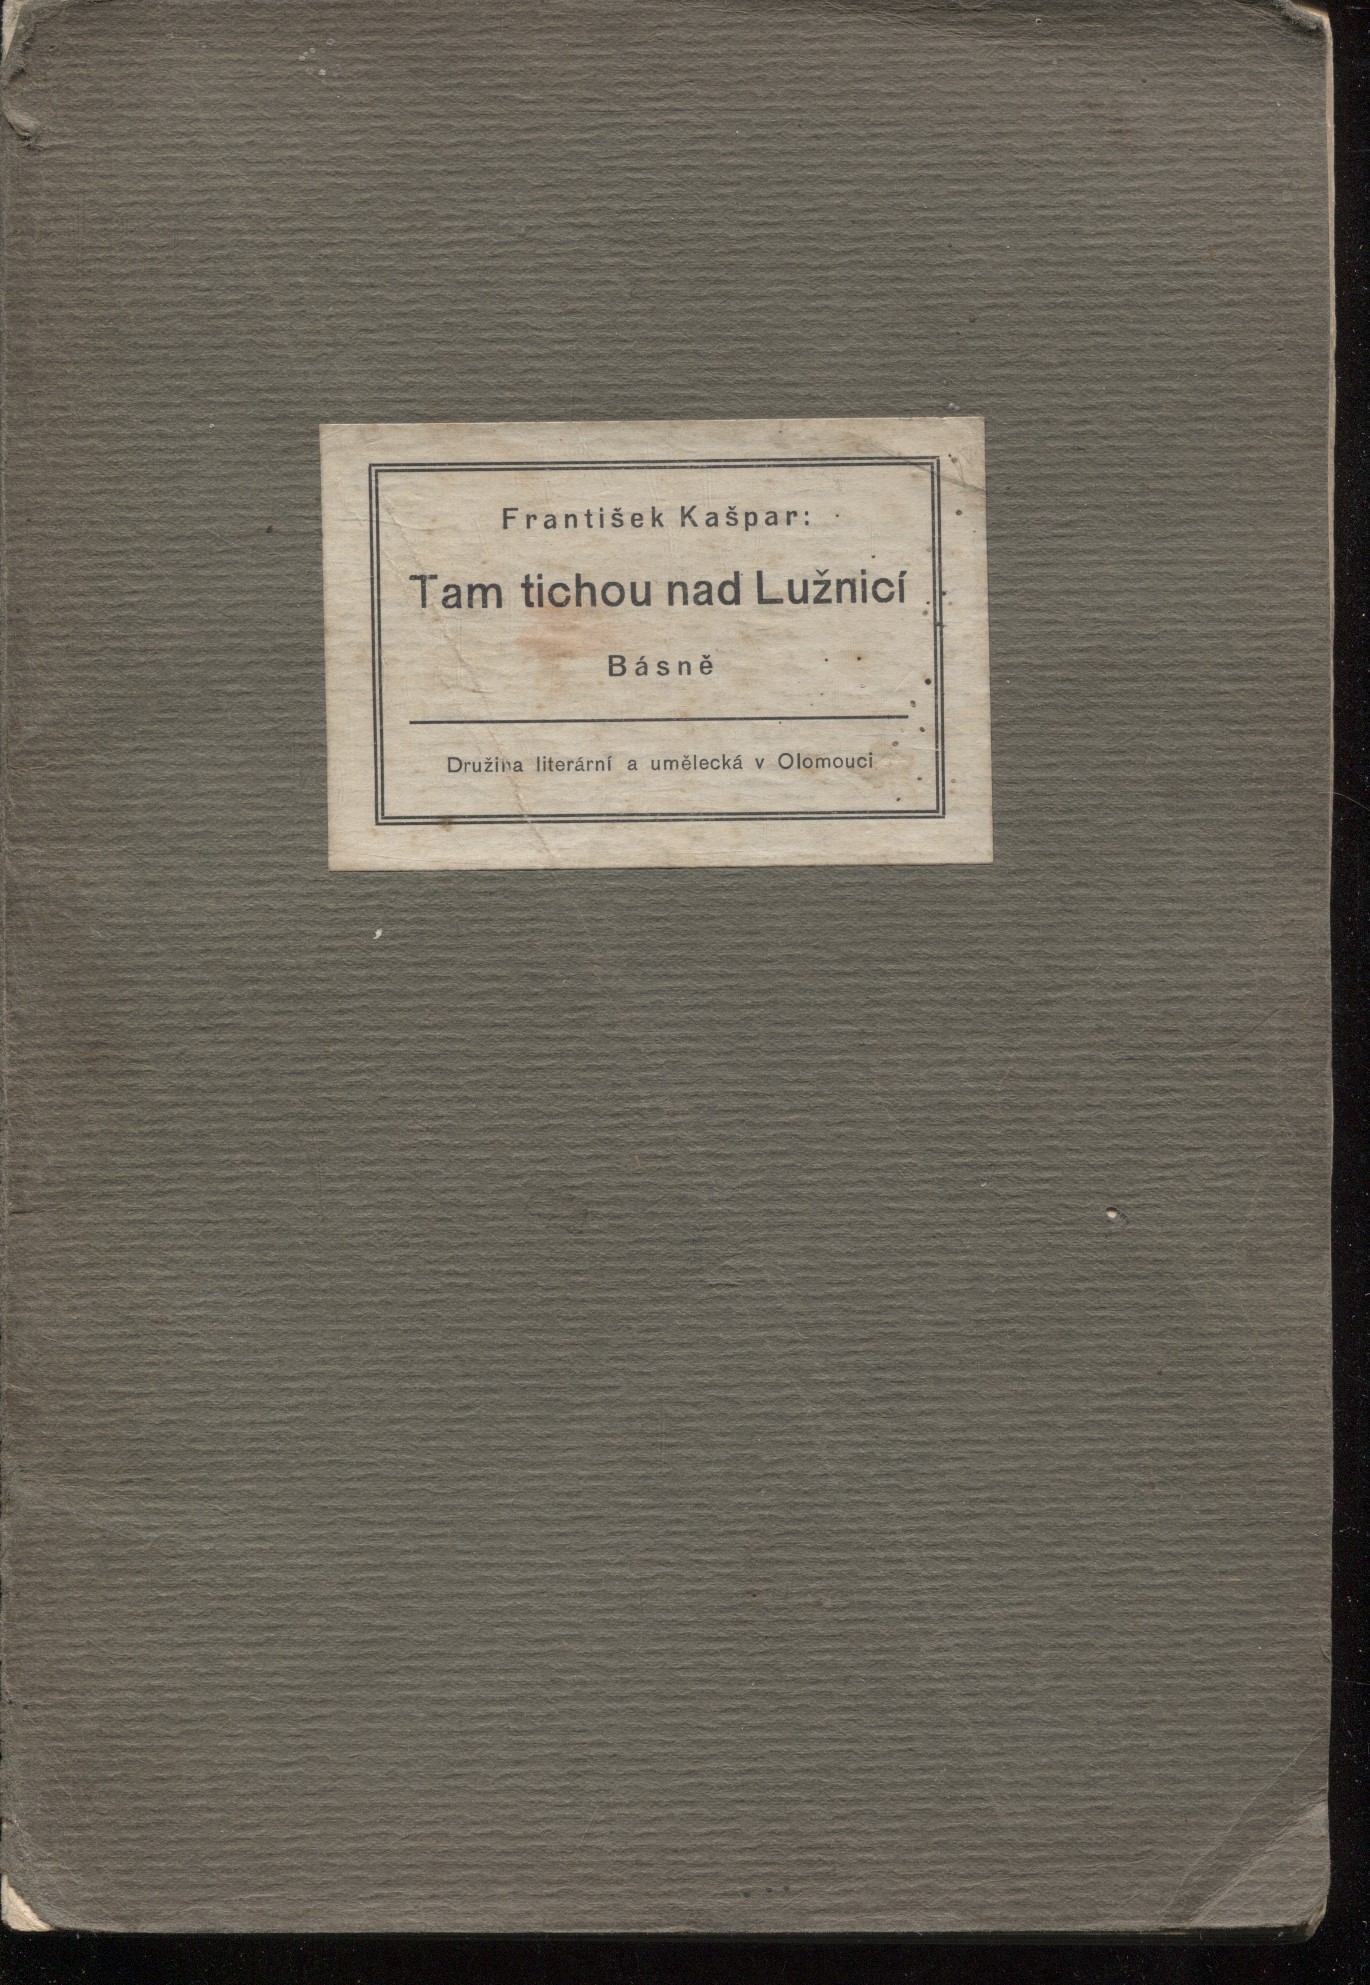 František Kašpar:
Tam tichou nad Lužnicí
Básně
Družina literární a umělecká v Olomouci